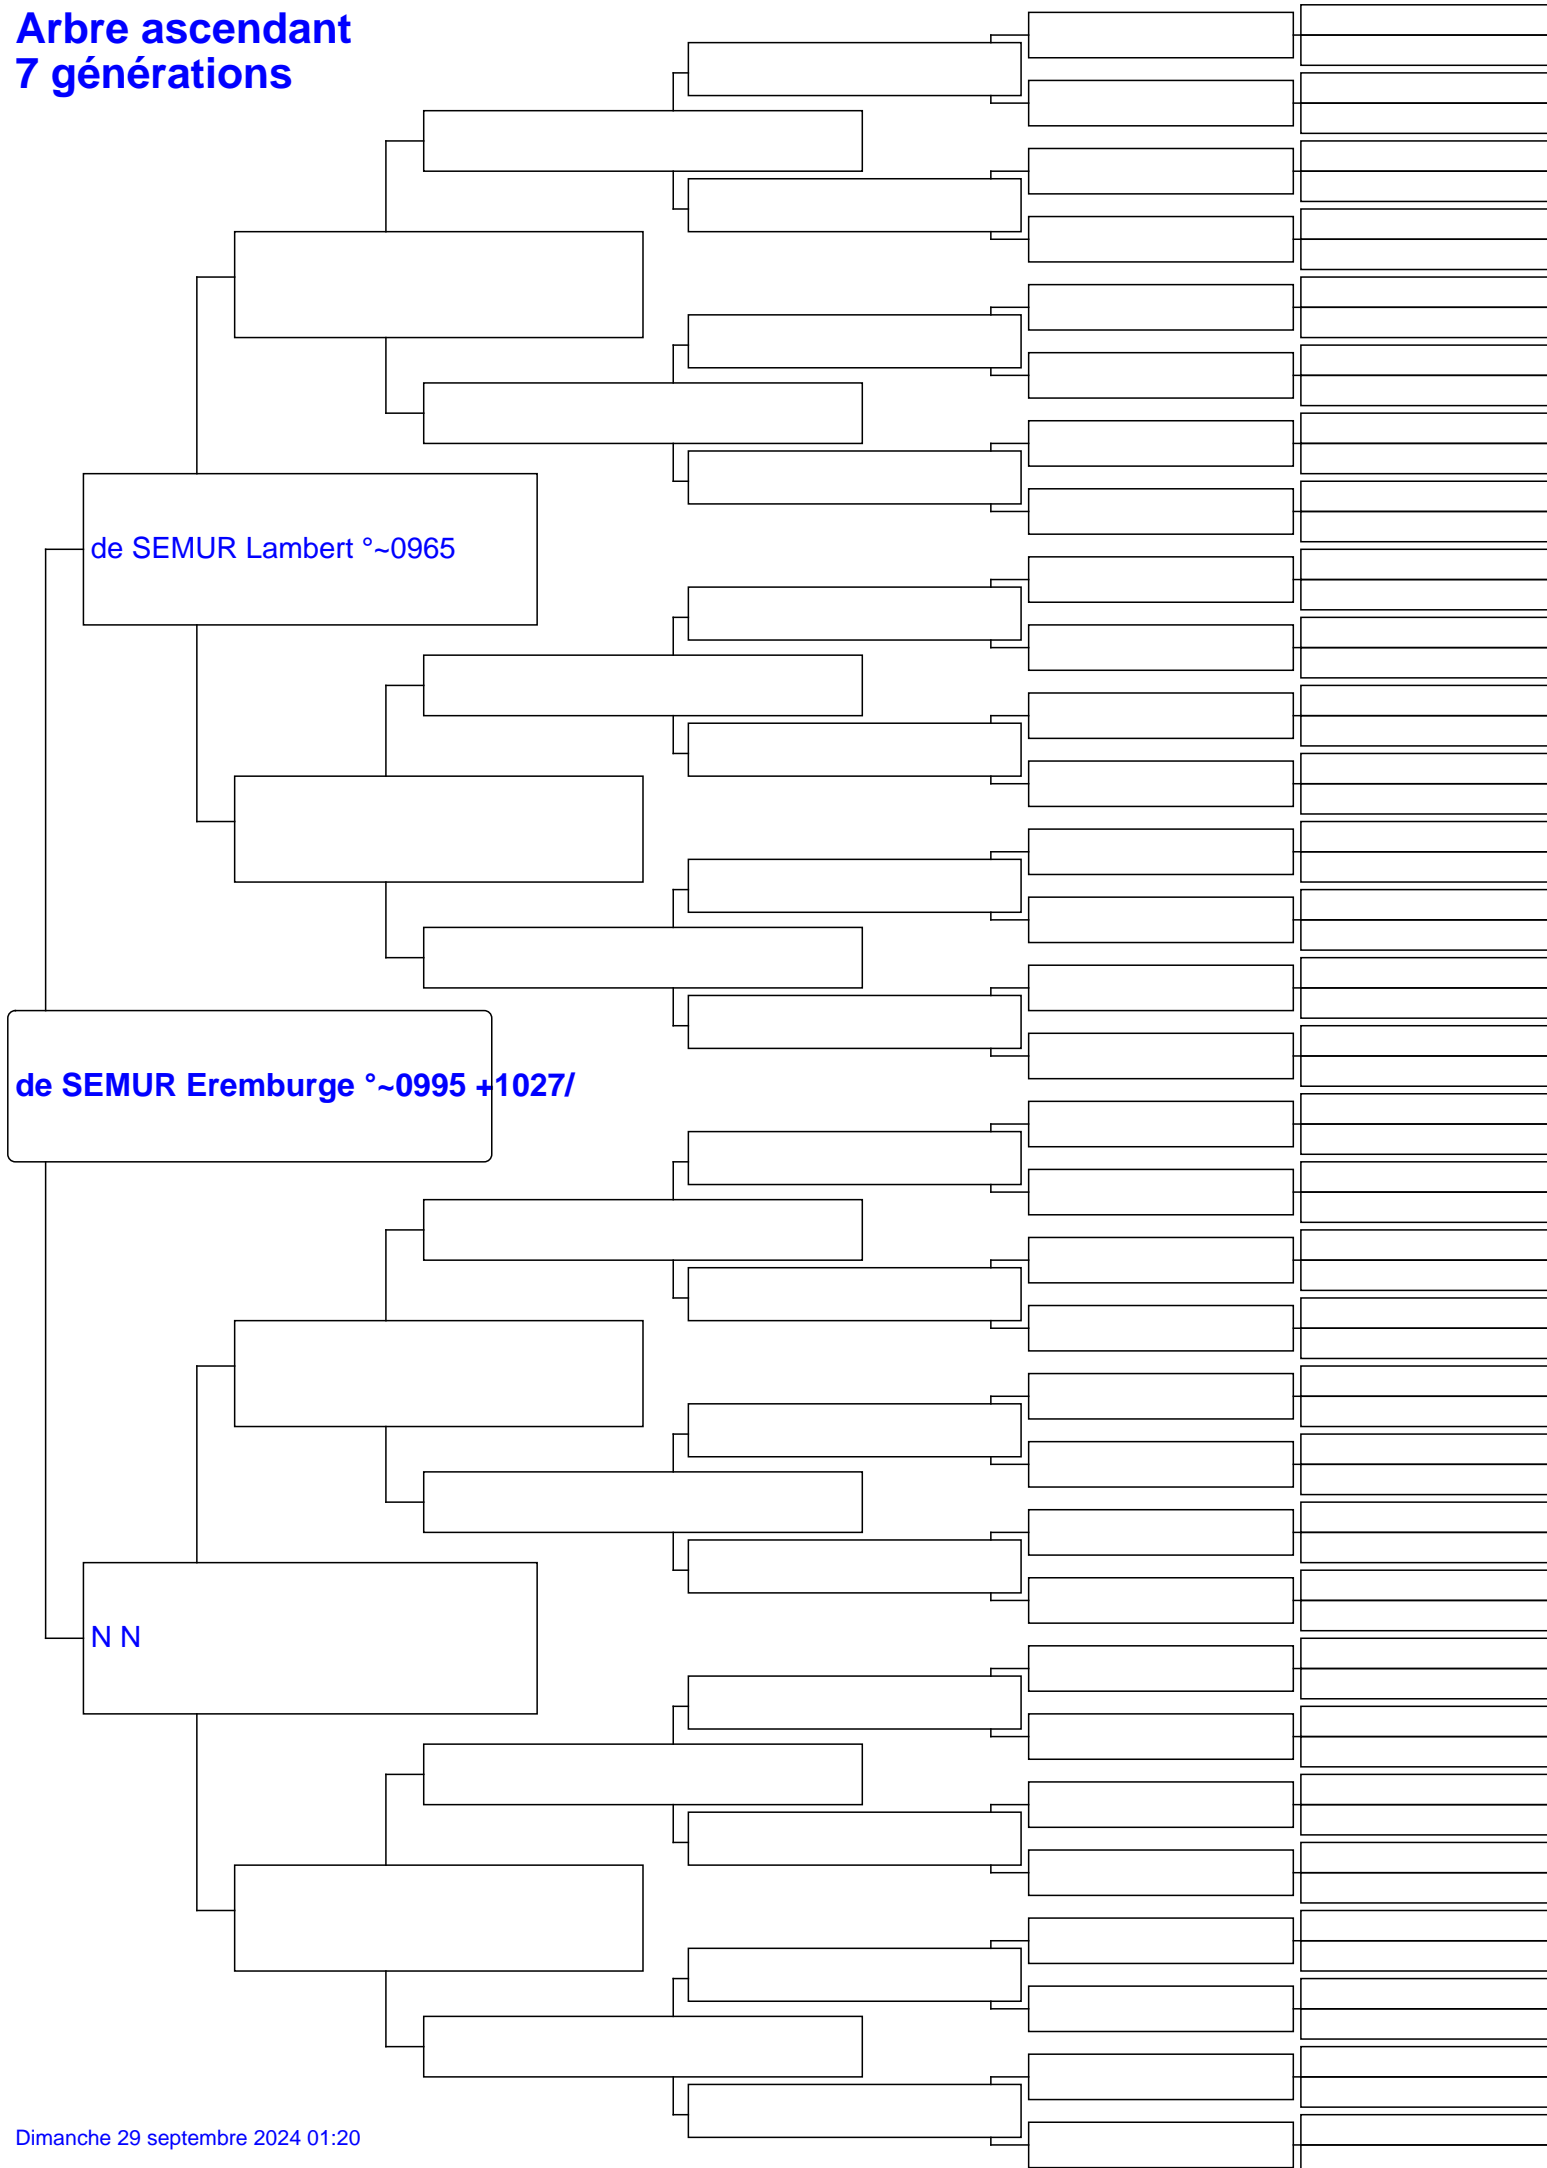 Arbre ascendant
7 générations
de SEMUR Lambert °~0965
de SEMUR Eremburge °~0995 +1027/
N N
Dimanche 29 septembre 2024 01:20